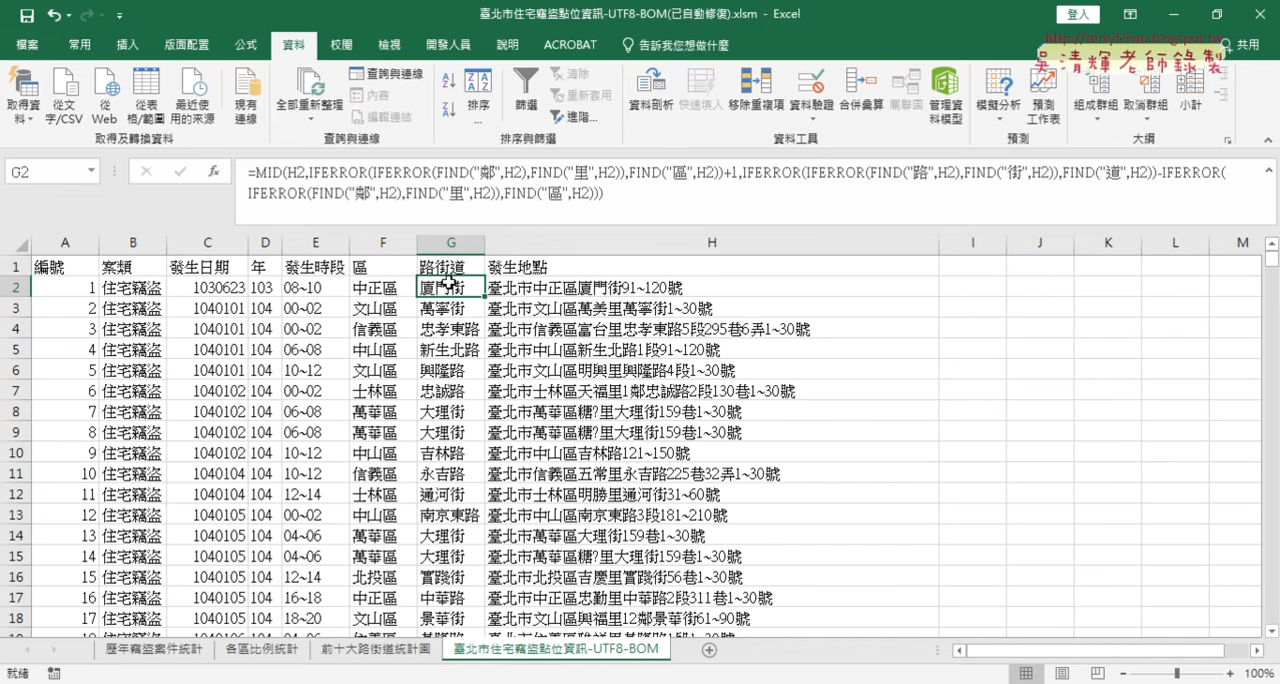 臺北市住宅竊盜點位資訊-UTF8-BOM(已自動修復).xlsm - Excel
登入
檔案 常用 插入 版面配置 公式 資料 校閱 檢視 開發人員 說明 ACROBAT 告訴我您想做什麼 共用
http://terry55wu.blogspot.tw
吳清輝老師錄製
取得資料 從文字/CSV 從Web 從表格/範圍 最近使用的來源 現有連線 全部重新整理 查詢與連線 內容 編輯連結 排序 篩選 清除 重新套用 進階... 資料剖析 快速填入 移除重複項 資料驗證 合併彙算 關聯圖 管理資料模型 模擬分析 預測工作表 組成群組 取消群組 小計
取得及轉換資料 查詢與連線 排序與篩選 資料工具 預測 大綱
G2 fx =MID(H2,IFERROR(IFERROR(FIND("鄰",H2),FIND("里",H2)),FIND("區",H2))+1,IFERROR(IFERROR(FIND("路",H2),FIND("街",H2)),FIND("道",H2))-IFERROR(
IFERROR(FIND("鄰",H2),FIND("里",H2)),FIND("區",H2)))
A B C D E F G H I J K L M
1 編號 案類 發生日期 年 發生時段 區 路街道 發生地點
2 1 住宅竊盜 1030623 103 08~10 中正區 廈門街 臺北市中正區廈門街91~120號
3 2 住宅竊盜 1040101 104 00~02 文山區 萬寧街 臺北市文山區萬美里萬寧街1~30號
4 3 住宅竊盜 1040101 104 00~02 信義區 忠孝東路 臺北市信義區富台里忠孝東路5段295巷6弄1~30號
5 4 住宅竊盜 1040101 104 06~08 中山區 新生北路 臺北市中山區新生北路1段91~120號
6 5 住宅竊盜 1040101 104 10~12 文山區 興隆路 臺北市文山區明興里興隆路4段1~30號
7 6 住宅竊盜 1040102 104 00~02 士林區 忠誠路 臺北市士林區天福里1鄰忠誠路2段130巷1~30號
8 7 住宅竊盜 1040102 104 06~08 萬華區 大理街 臺北市萬華區糖?里大理街159巷1~30號
9 8 住宅竊盜 1040102 104 06~08 萬華區 大理街 臺北市萬華區糖?里大理街159巷1~30號
10 9 住宅竊盜 1040102 104 10~12 中山區 吉林路 臺北市中山區吉林路121~150號
11 10 住宅竊盜 1040104 104 10~12 信義區 永吉路 臺北市信義區五常里永吉路225巷32弄1~30號
12 11 住宅竊盜 1040104 104 12~14 士林區 通河街 臺北市士林區明勝里通河街31~60號
13 12 住宅竊盜 1040105 104 00~02 中山區 南京東路 臺北市中山區南京東路3段181~210號
14 13 住宅竊盜 1040105 104 04~06 萬華區 大理街 臺北市萬華區大理街159巷1~30號
15 14 住宅竊盜 1040105 104 04~06 萬華區 大理街 臺北市萬華區糖?里大理街159巷1~30號
16 15 住宅竊盜 1040105 104 12~14 北投區 實踐街 臺北市北投區吉慶里實踐街56巷1~30號
17 16 住宅竊盜 1040105 104 16~18 中正區 中華路 臺北市中正區忠勤里中華路2段311巷1~30號
18 17 住宅竊盜 1040105 104 18~20 文山區 景華街 臺北市文山區興福里12鄰景華街61~90號
歷年竊盜案件統計 各區比例統計 前十大路街道統計圖 臺北市住宅竊盜點位資訊-UTF8-BOM
就緒 100%